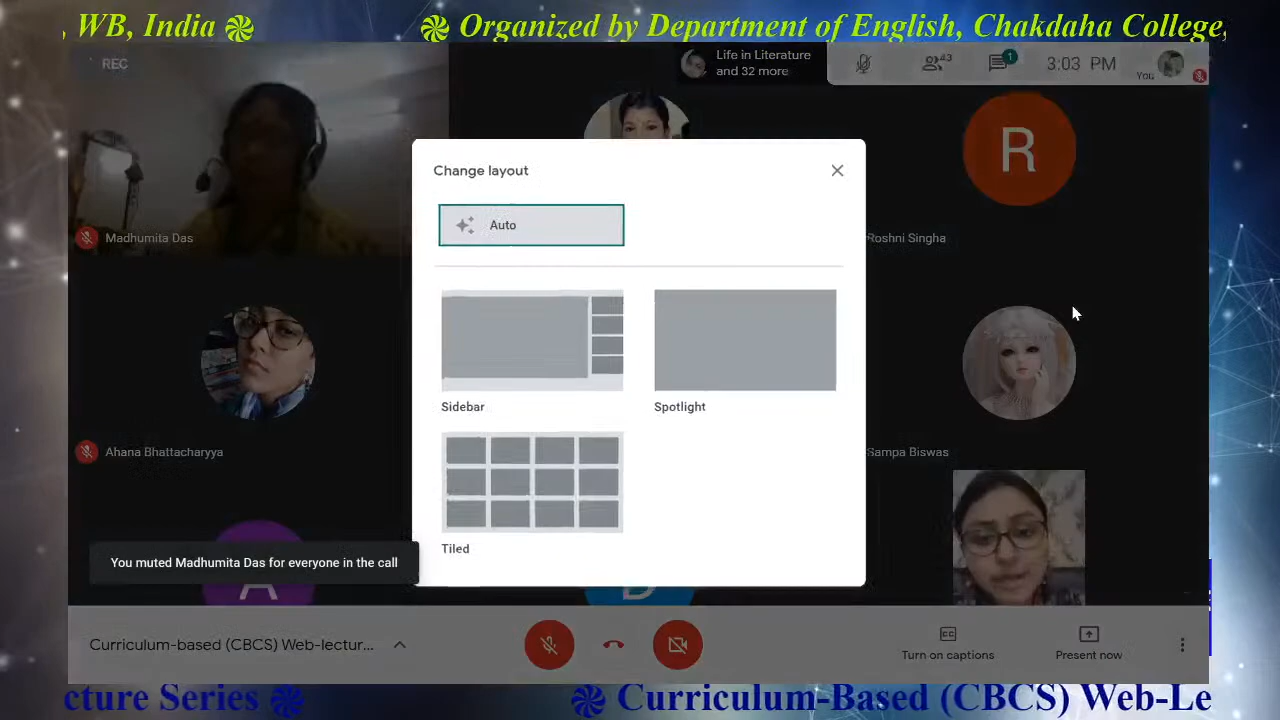 , WB, India ֍
֍ Organized by Department of English, Chakdaha College,
REC
Life in Literature
and 32 more
43
1
3:03 PM
You
Change layout
Auto
R
Madhumita Das
Roshni Singha
Sidebar
Spotlight
Ahana Bhattacharyya
Sampa Biswas
Tiled
You muted Madhumita Das for everyone in the call
Curriculum-based (CBCS) Web-lectur...
CC
Turn on captions
Present now
cture Series ֍
֍ Curriculum-Based (CBCS) Web-Le